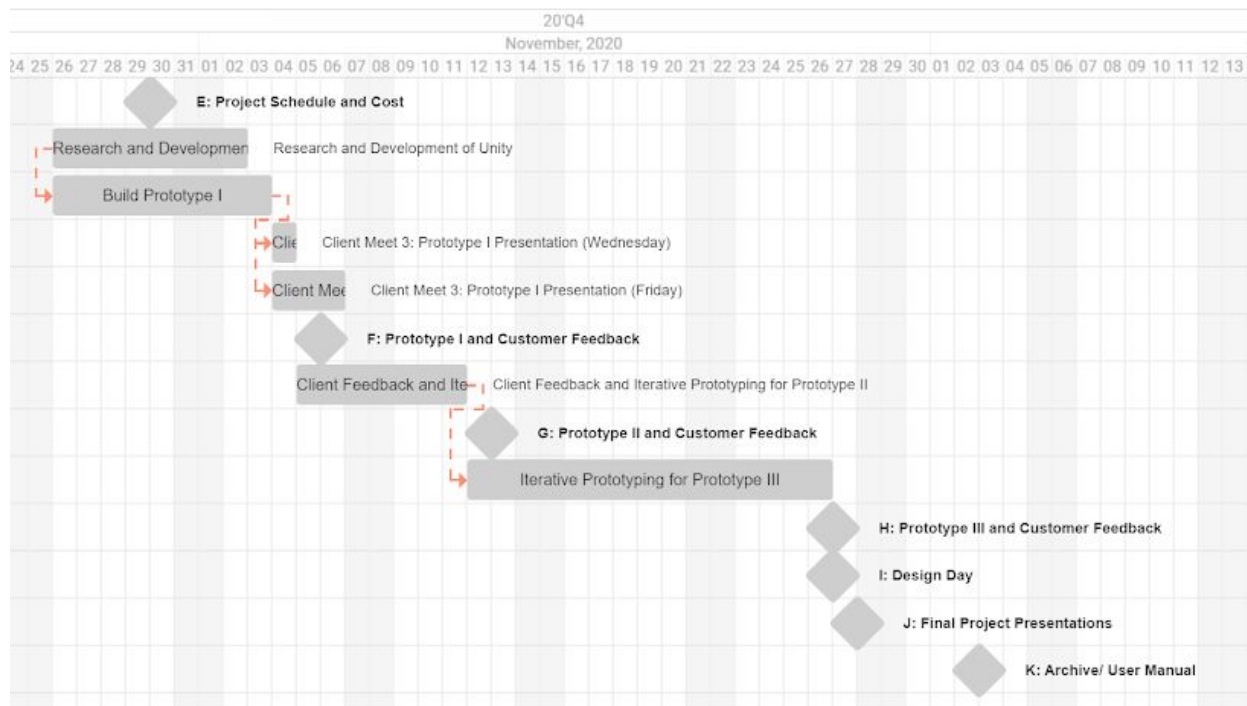 20'Q4
November, 2020
24 25 26 27 28 29 30 31 01 02 03 04 05 06 07 08 09 10 11 12 13 14 15 16 17 18 19 20 21 22 23 24 25 26 27 28 29 30 01 02 03 04 05 06 07 08 09 10 11 12 13
E: Project Schedule and Cost
Research and Developmen Research and Development of Unity
Build Prototype I
Clie Client Meet 3: Prototype I Presentation (Wednesday)
Client Mee Client Meet 3: Prototype I Presentation (Friday)
F: Prototype I and Customer Feedback
Client Feedback and Ite Client Feedback and Iterative Prototyping for Prototype II
G: Prototype II and Customer Feedback
Iterative Prototyping for Prototype III
H: Prototype III and Customer Feedback
I: Design Day
J: Final Project Presentations
K: Archive/ User Manual